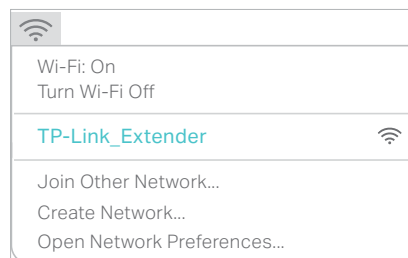 Wi-Fi: On
Turn Wi-Fi Off
TP-Link_Extender
Join Other Network...
Create Network...
Open Network Preferences...